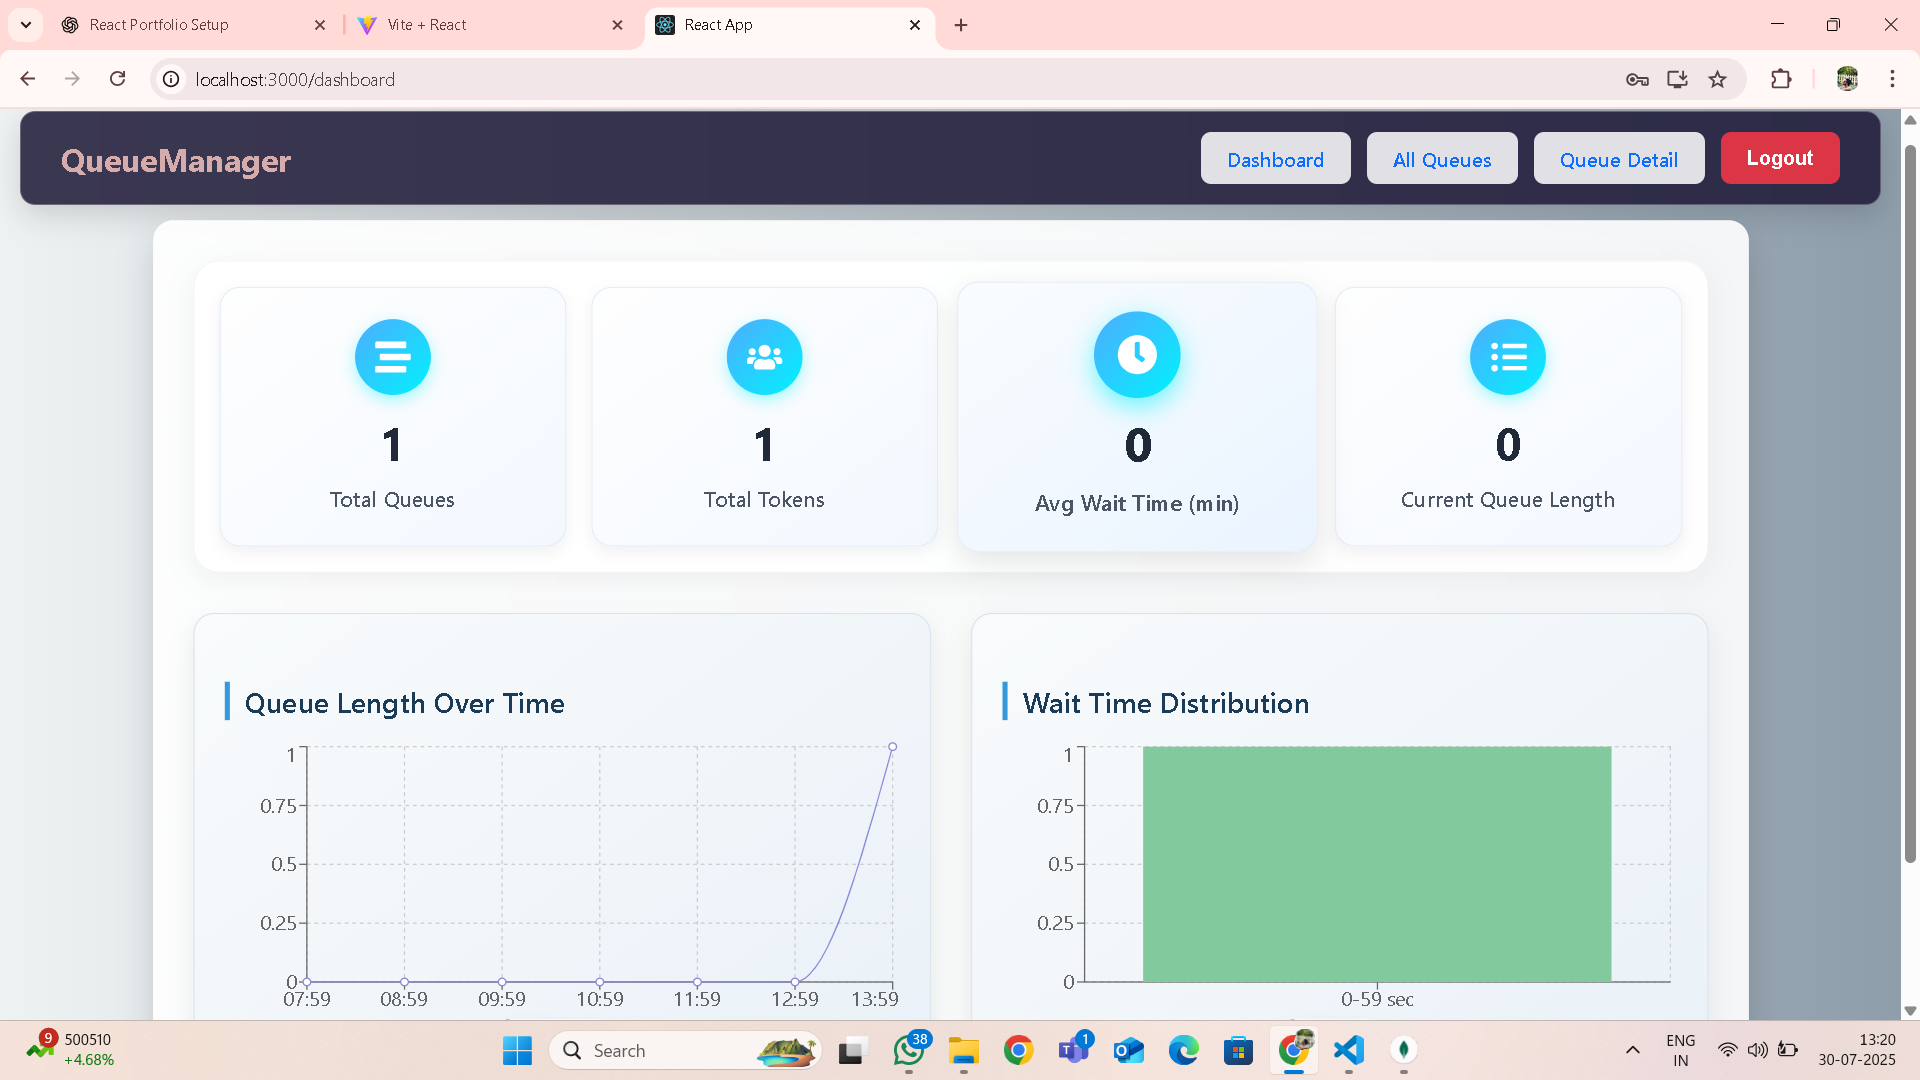 React Portfolio Setup
Vite + React
React App
localhost:3000/dashboard
QueueManager
Dashboard
All Queues
Queue Detail
Logout
1
Total Queues
1
Total Tokens
0
Avg Wait Time (min)
0
Current Queue Length
Queue Length Over Time
1
0.75
0.5
0.25
0
07:59 08:59 09:59 10:59 11:59 12:59 13:59
Wait Time Distribution
1
0.75
0.5
0.25
0
0-59 sec
9
500510
+4.68%
Search
38
1
ENG
IN
13:20
30-07-2025